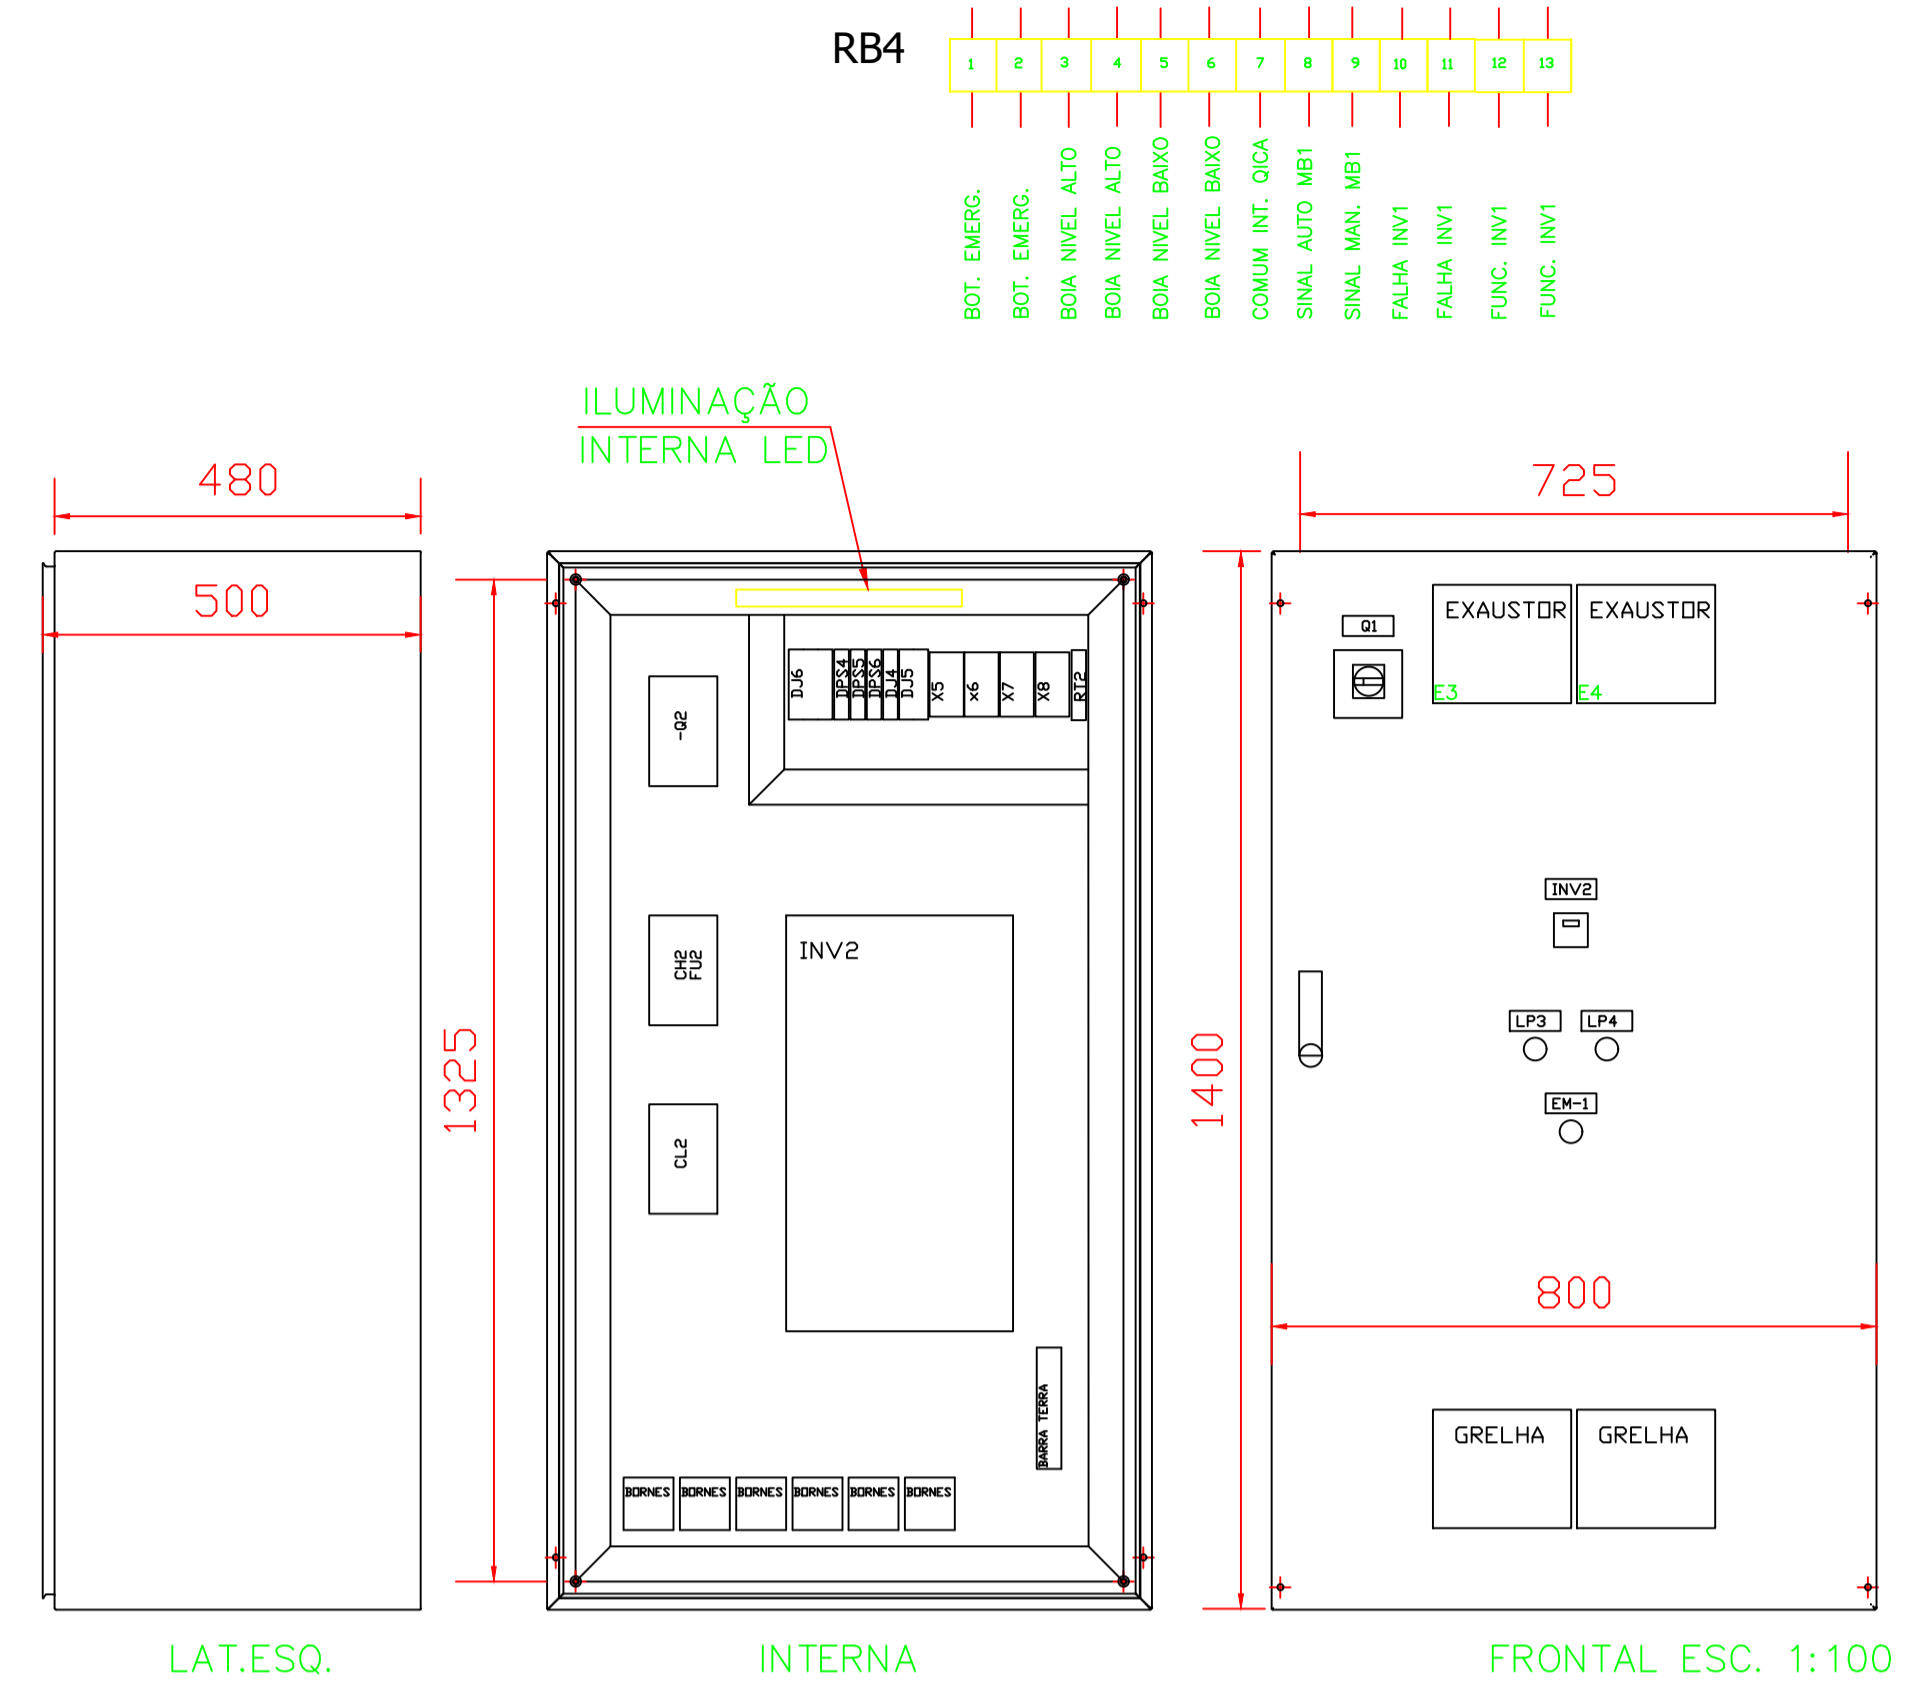 RB4
1 2 3 4 5 6 7 8 9 10 11 12 13
BOT. EMERG.
BOT. EMERG.
BOIA NIVEL ALTO
BOIA NIVEL ALTO
BOIA NIVEL BAIXO
BOIA NIVEL BAIXO
COMUM INT. QICA
SINAL AUTO MB1
SINAL MAN. MB1
FALHA INV1
FALHA INV1
FUNC. INV1
FUNC. INV1
ILUMINAÇÃO
INTERNA LED
480
500
LAT.ESQ.
1325
-Q2
DJ6
DPS4
DPS5
DPS6
DJ4
DJ5
X5
x6
X7
X8
RT2
CH2
FU2
INV2
CL2
BARRA TERRA
BORNES BORNES BORNES BORNES BORNES BORNES
INTERNA
725
1400
Q1
EXAUSTOR EXAUSTOR
E3 E4
INV2
LP3 LP4
EM-1
800
GRELHA GRELHA
FRONTAL ESC. 1:100